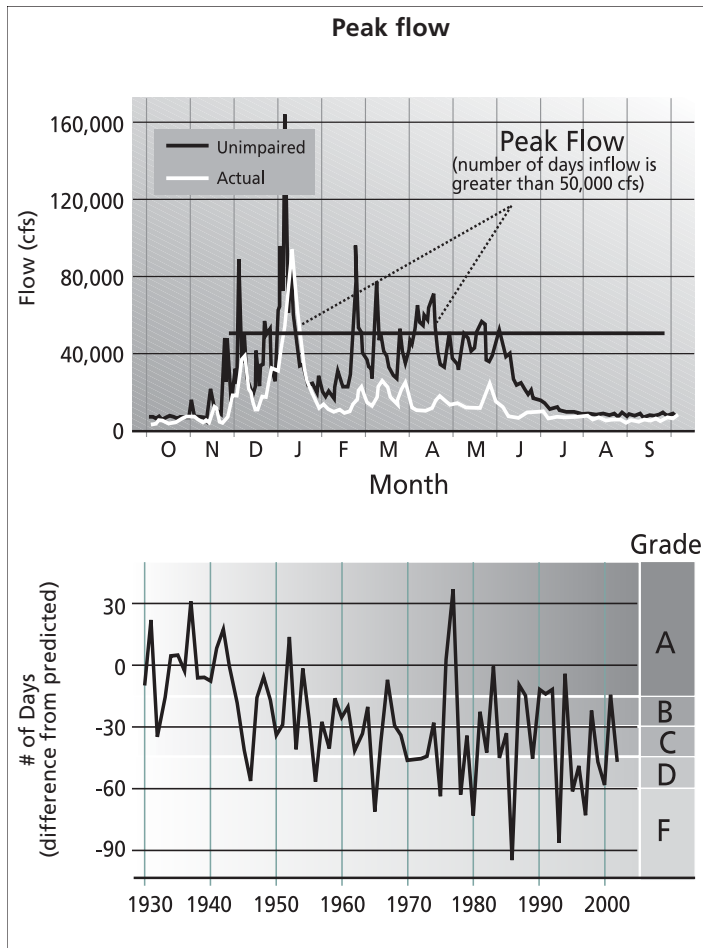 Peak flow
160,000
120,000
80,000
40,000
0
Flow (cfs)
Unimpaired
Actual
Peak Flow
(number of days inflow is
greater than 50,000 cfs)
O N D J F M A M J J A S
Month
Grade
30
0
-30
-60
-90
# of Days
(difference from predicted)
A
B
C
D
F
1930 1940 1950 1960 1970 1980 1990 2000